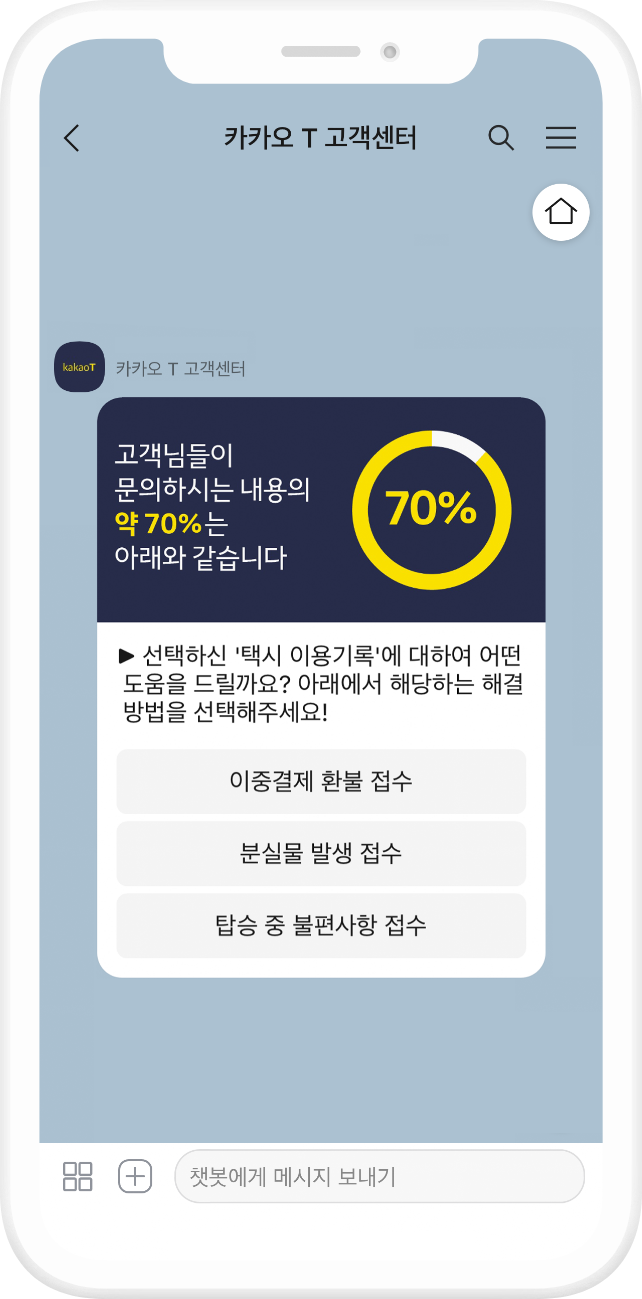 카카오 T 고객센터
kakaoT
카카오 T 고객센터
고객님들이
문의하시는 내용의
약 70%는
아래와 같습니다
70%
▶ 선택하신 '택시 이용기록'에 대하여 어떤
도움을 드릴까요? 아래에서 해당하는 해결
방법을 선택해주세요!
이중결제 환불 접수
분실물 발생 접수
탑승 중 불편사항 접수
챗봇에게 메시지 보내기